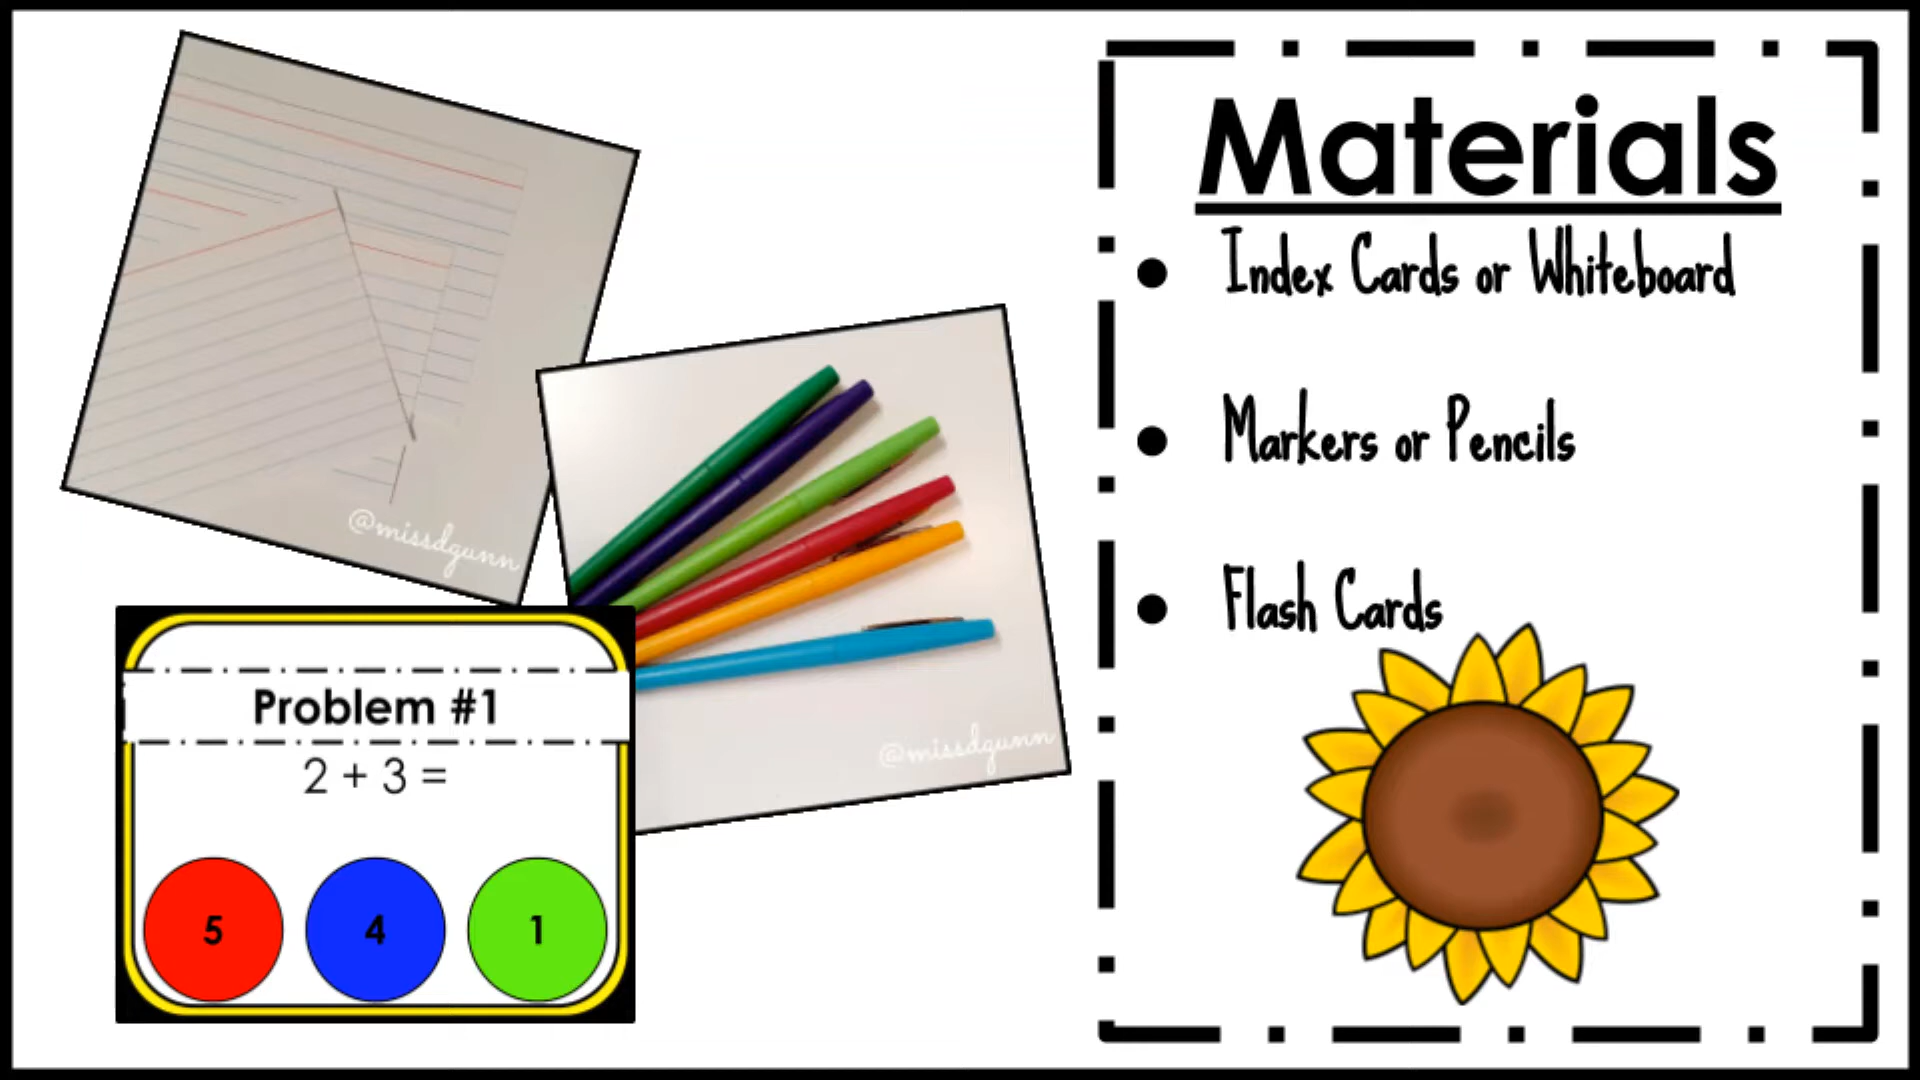 Materials
• Index Cards or Whiteboard
• Markers or Pencils
• Flash Cards
@missdgunn
@missdgunn
Problem #1
2 + 3 =
5 4 1